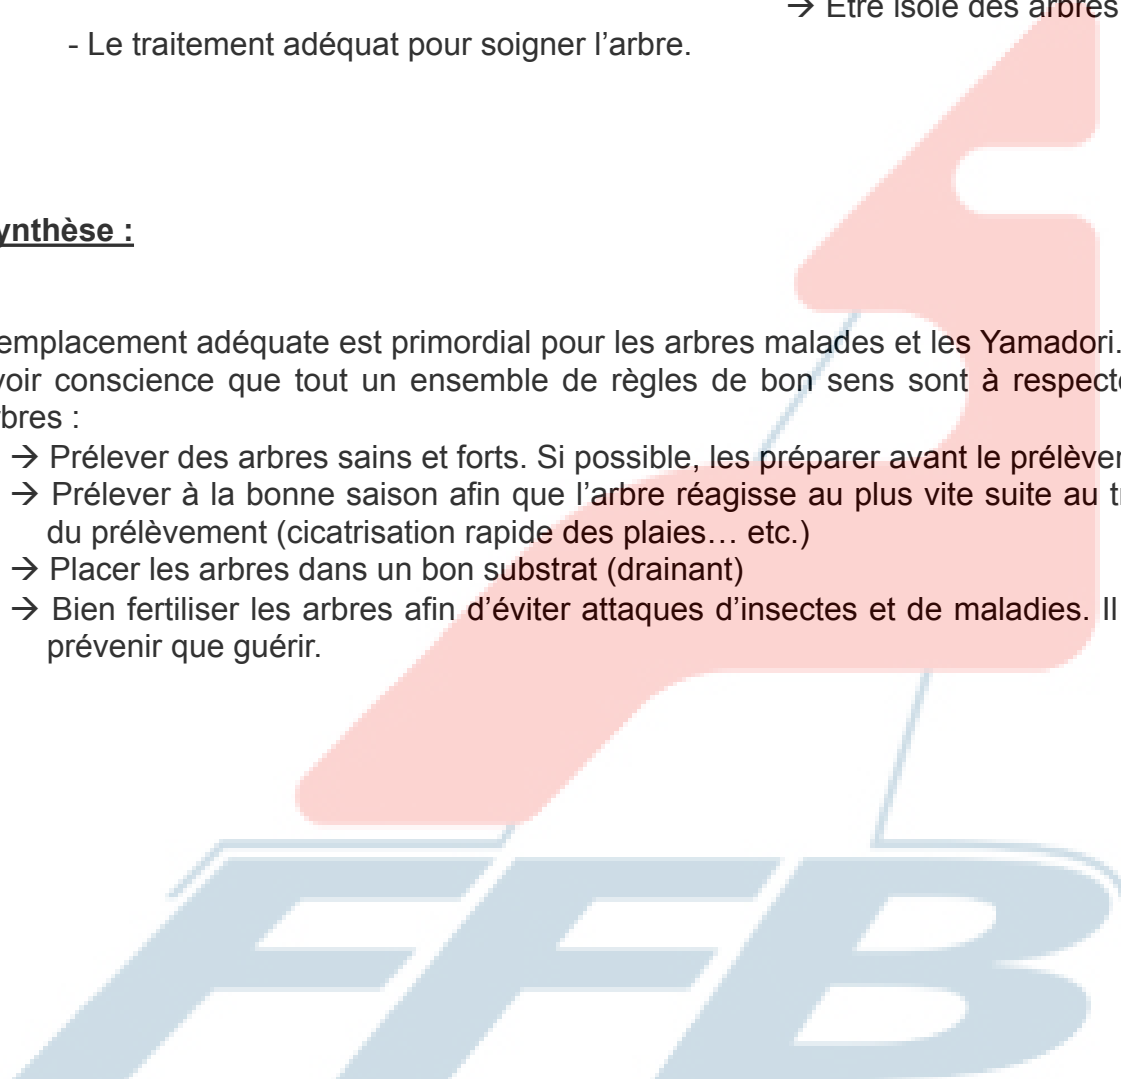 → Etre isolé des arbres
- Le traitement adéquat pour soigner l’arbre.
ynthèse :
emplacement adéquate est primordial pour les arbres malades et les Yamadori.
voir conscience que tout un ensemble de règles de bon sens sont à respecte
bres :
→ Prélever des arbres sains et forts. Si possible, les préparer avant le prélèver
→ Prélever à la bonne saison afin que l’arbre réagisse au plus vite suite au tr
du prélèvement (cicatrisation rapide des plaies… etc.)
→ Placer les arbres dans un bon substrat (drainant)
→ Bien fertiliser les arbres afin d’éviter attaques d’insectes et de maladies. Il
prévenir que guérir.
FFB